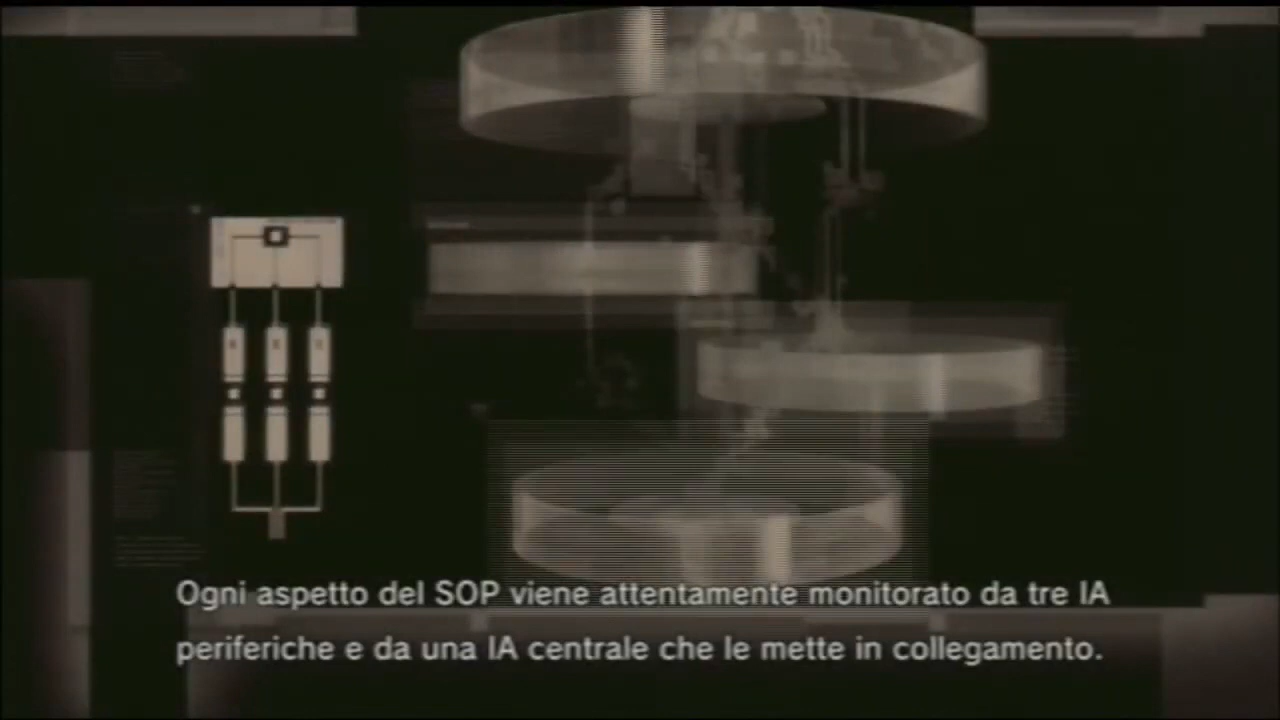 Ogni aspetto del SOP viene attentamente monitorato da tre IA
periferiche e da una IA centrale che le mette in collegamento.